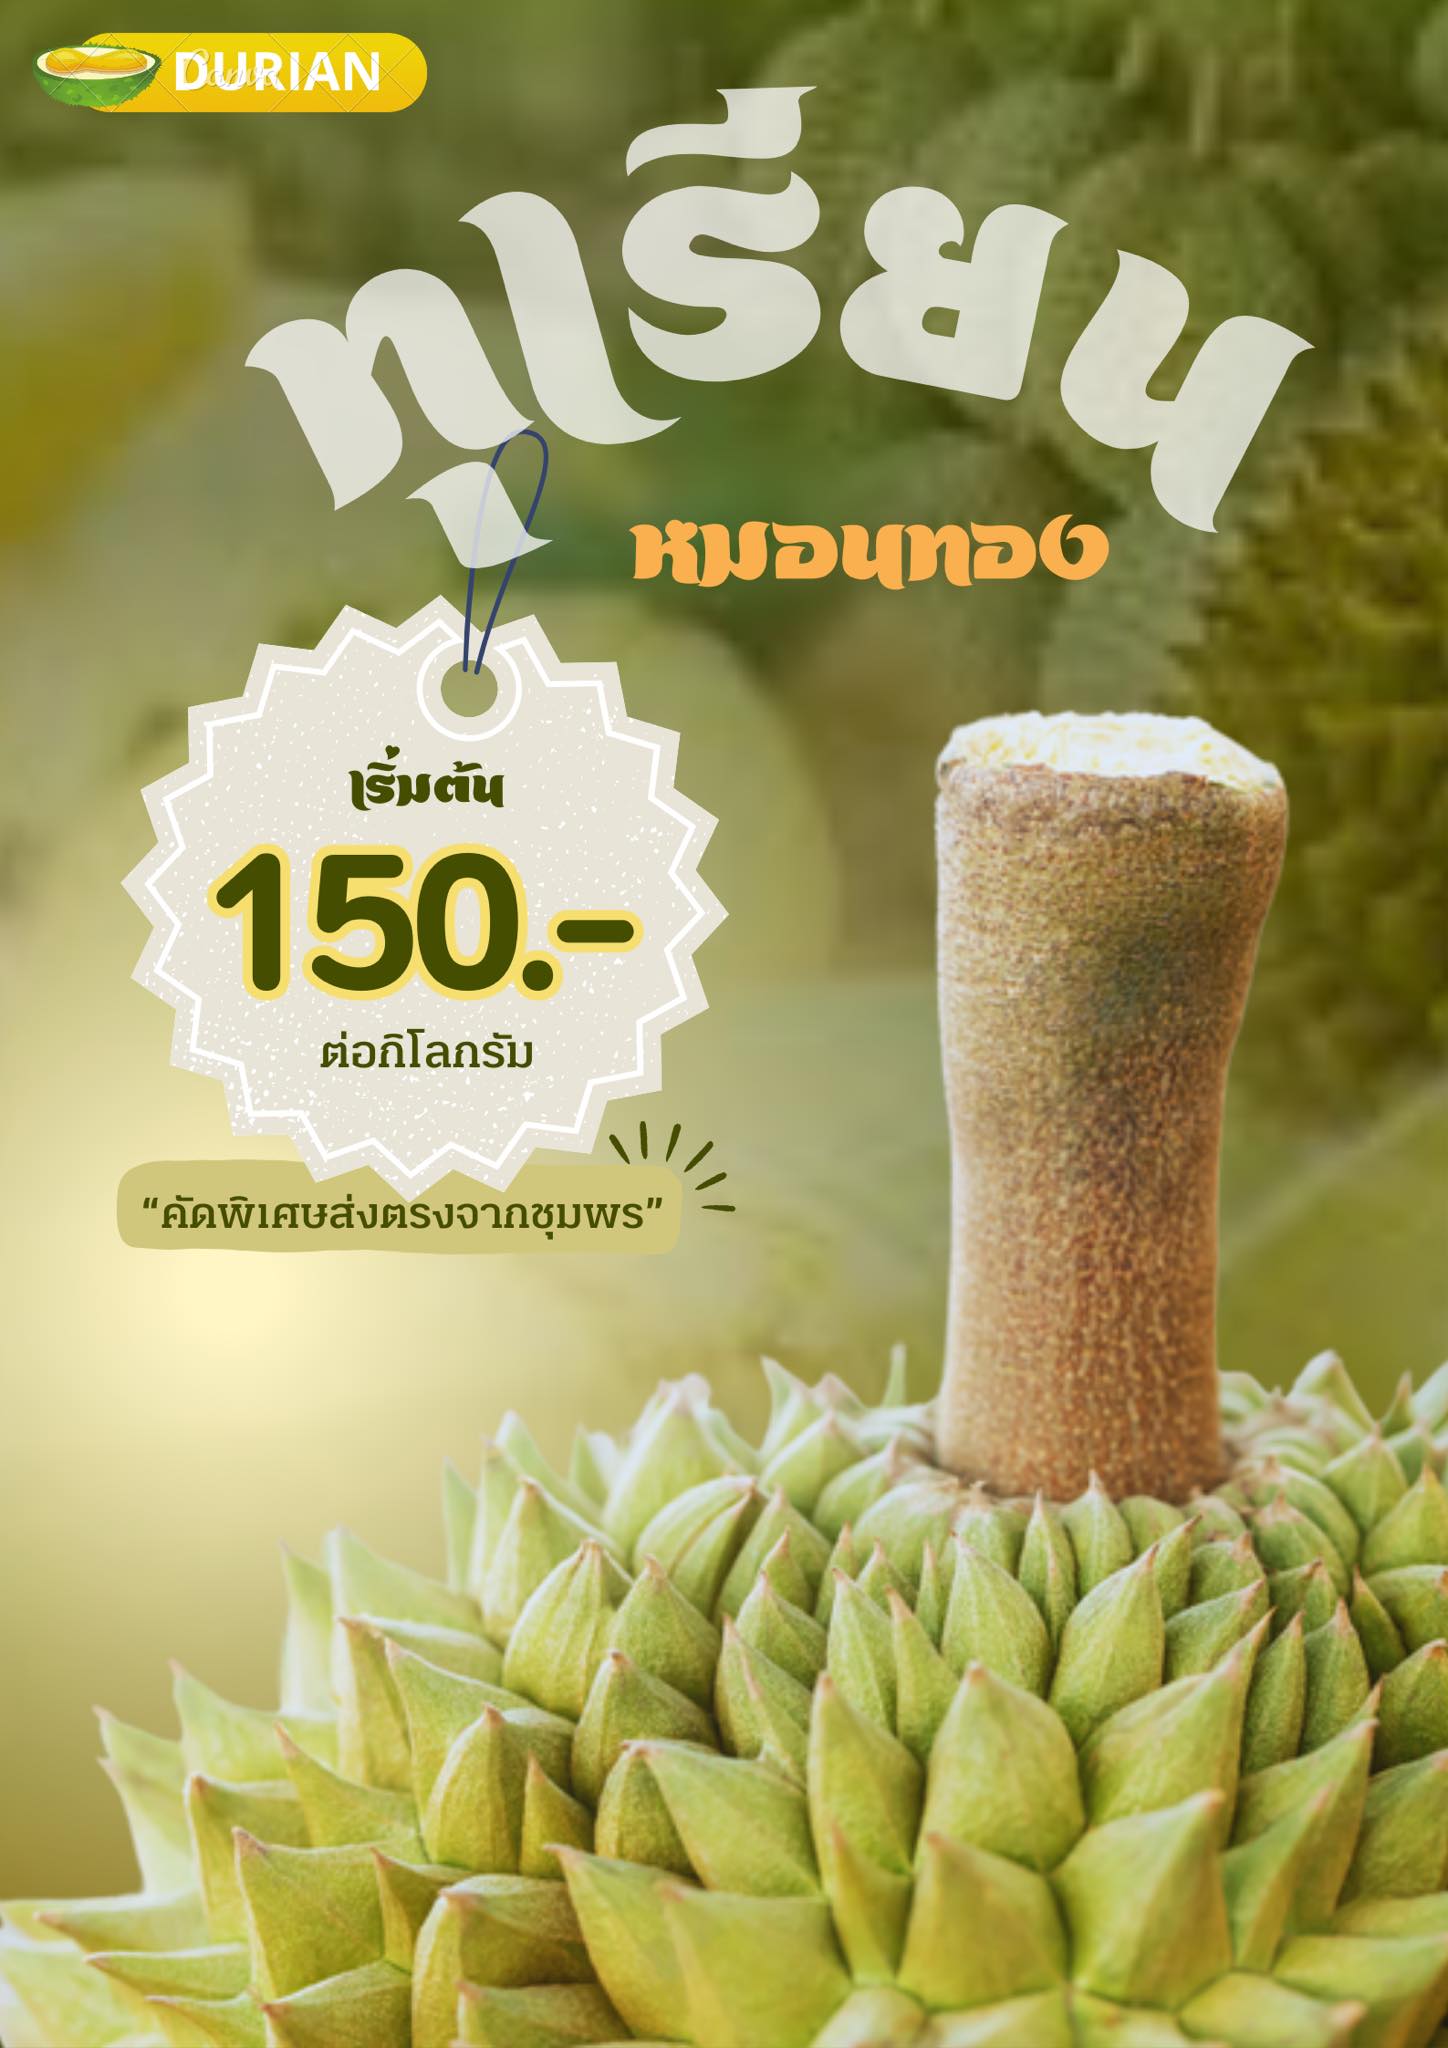 DURIAN
Canva
ทุเรียน
หมอนทอง
เริ่มต้น
150.-
ต่อกิโลกรัม
“คัดพิเศษส่งตรงจากชุมพร”